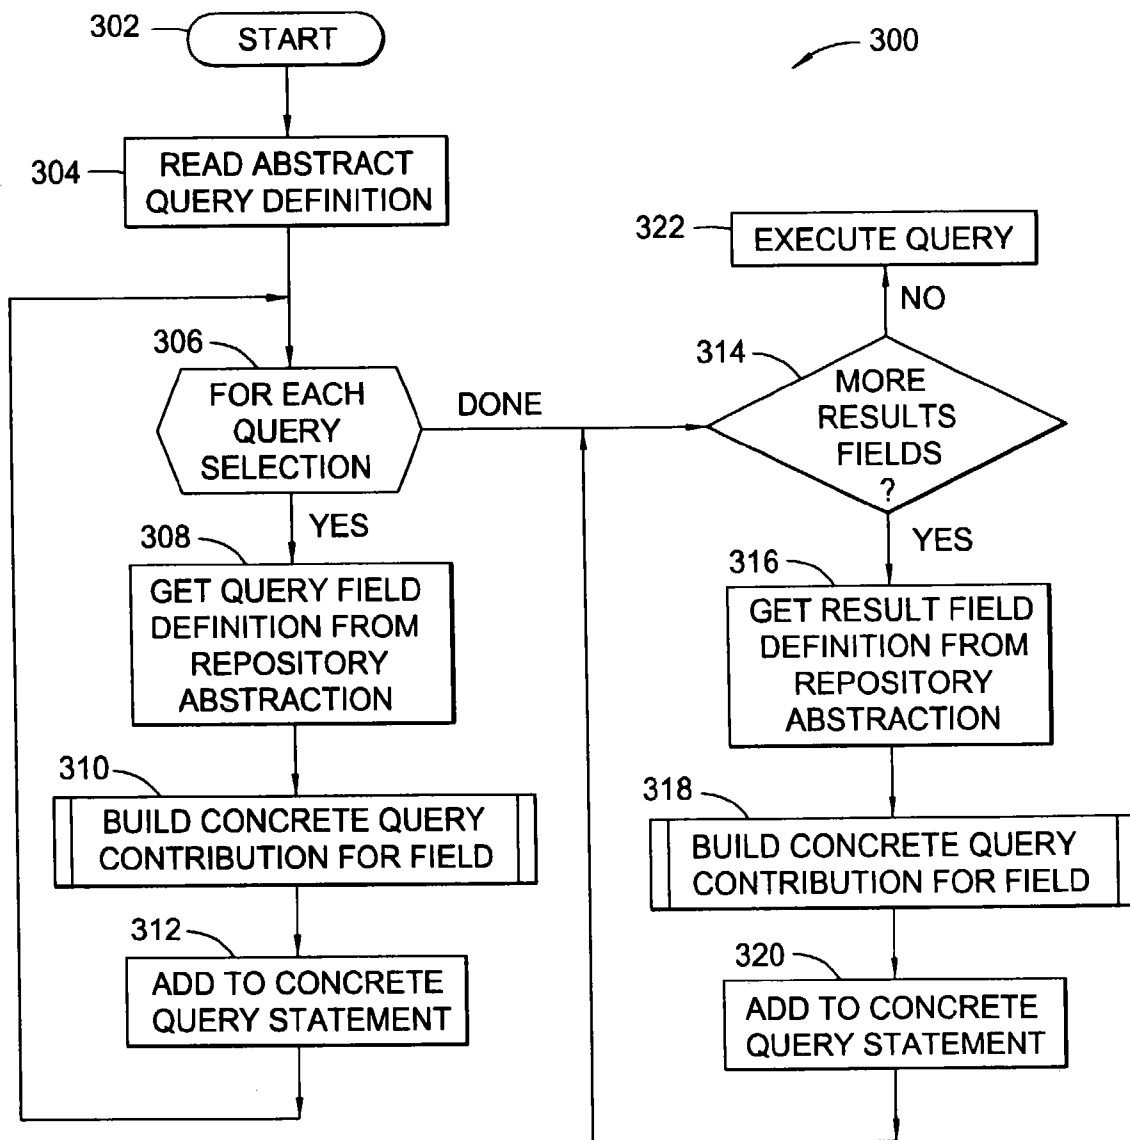 302
START
300
304
READ ABSTRACT
QUERY DEFINITION
322
EXECUTE QUERY
NO
306
FOR EACH
QUERY
SELECTION
DONE
314
MORE
RESULTS
FIELDS
?
YES
308
GET QUERY FIELD
DEFINITION FROM
REPOSITORY
ABSTRACTION
YES
316
GET RESULT FIELD
DEFINITION FROM
REPOSITORY
ABSTRACTION
310
BUILD CONCRETE QUERY
CONTRIBUTION FOR FIELD
318
BUILD CONCRETE QUERY
CONTRIBUTION FOR FIELD
312
ADD TO CONCRETE
QUERY STATEMENT
320
ADD TO CONCRETE
QUERY STATEMENT